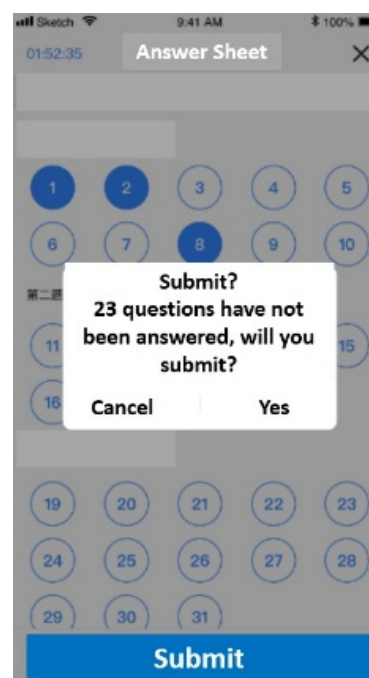 Sketch 9:41 AM 100%
01:52:35 Answer Sheet ×
1 2 3 4 5
6 7 8 9 10
第二题
Submit?
23 questions have not
been answered, will you
submit?
Cancel Yes
11 15
16
19 20 21 22 23
24 25 26 27 28
29 30 31
Submit